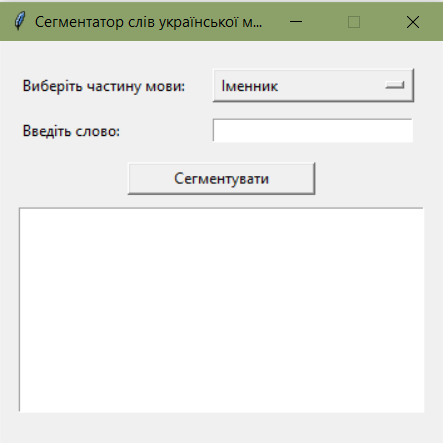 Сегментатор слів української м...
Виберіть частину мови: Іменник
Введіть слово:
Сегментувати